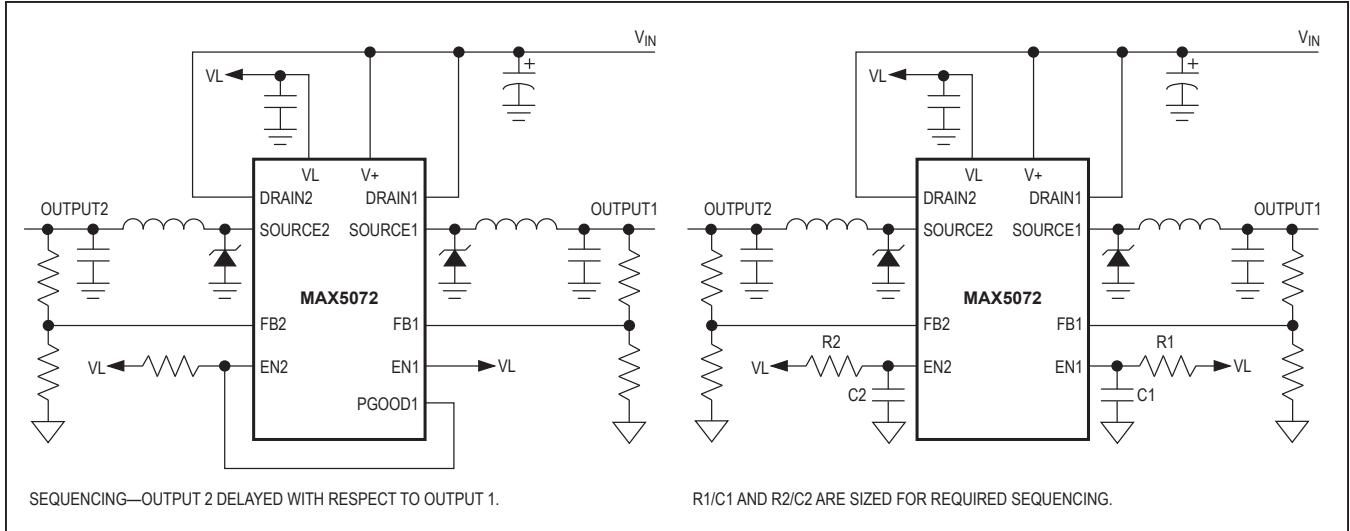 VIN
VL
VL
V+
DRAIN2
DRAIN1
OUTPUT2
OUTPUT1
SOURCE2
SOURCE1
MAX5072
FB2
FB1
VL
EN2
EN1
VL
PGOOD1
SEQUENCING—OUTPUT 2 DELAYED WITH RESPECT TO OUTPUT 1.
VIN
VL
VL
V+
DRAIN2
DRAIN1
OUTPUT2
OUTPUT1
SOURCE2
SOURCE1
MAX5072
FB2
FB1
R2
R1
VL
EN2
EN1
VL
C2
C1
R1/C1 AND R2/C2 ARE SIZED FOR REQUIRED SEQUENCING.